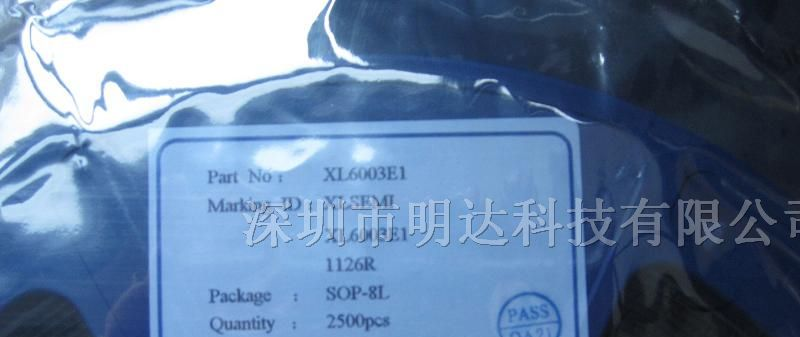 Part No : XL6003E1
Marking ID : XLSEMI
XL6003E1
1126R
Package : SOP-8L
Quantity : 2500pcs
PASS
深圳市明达科技有限公司